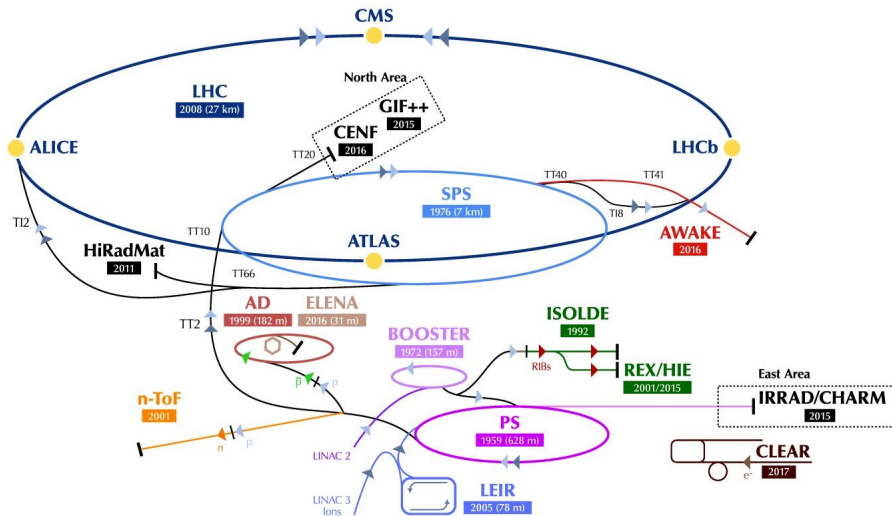 CMS
North Area
LHC
2008 (27 km)
GIF++
2015
CENF
2016
ALICE
LHCb
TT20
TT40
TT41
SPS
1976 (7 km)
TI8
TI2
TT10
ATLAS
AWAKE
2016
HiRadMat
2011
TT66
AD
1999 (182 m)
ELENA
2016 (31 m)
TT2
BOOSTER
1972 (157 m)
ISOLDE
1992
RIBs
REX/HIE
2001/2015
p̅
p
East Area
n-ToF
2001
IRRAD/CHARM
2015
PS
1959 (628 m)
n
p
LINAC 2
CLEAR
2017
e⁻
LINAC 3
Ions
LEIR
2005 (78 m)